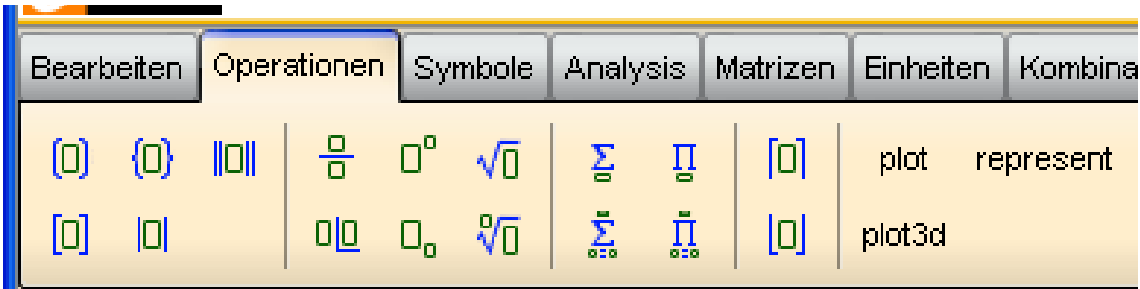 Bearbeiten Operationen Symbole Analysis Matrizen Einheiten Kombina
plot represent
plot3d